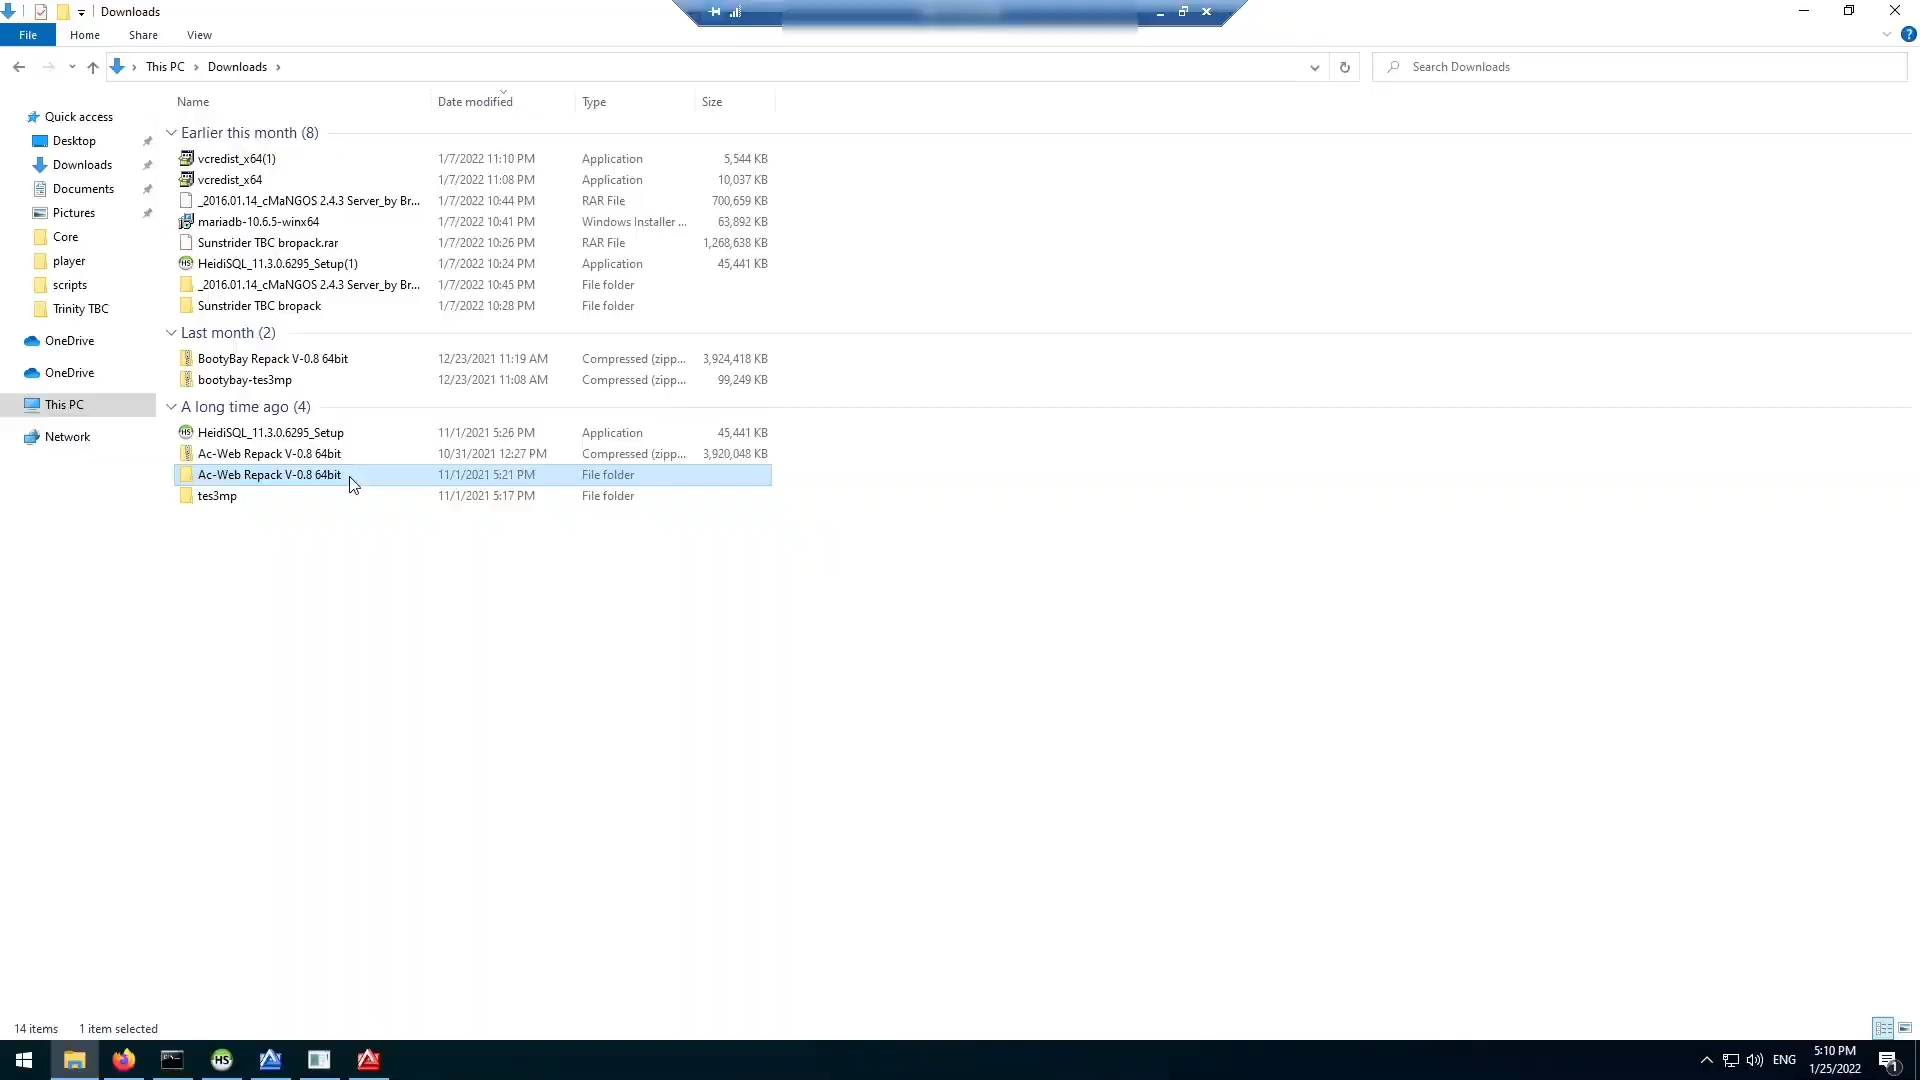 Downloads
File Home Share View
This PC Downloads Search Downloads
Name Date modified Type Size
Quick access
Desktop
Downloads
Documents
Pictures
Core
player
scripts
Trinity TBC
OneDrive
OneDrive
This PC
Network
Earlier this month (8)
vcredist_x64(1) 1/7/2022 11:10 PM Application 5,544 KB
vcredist_x64 1/7/2022 11:08 PM Application 10,037 KB
_2016.01.14_cMaNGOS 2.4.3 Server_by Br... 1/7/2022 10:44 PM RAR File 700,659 KB
mariadb-10.6.5-winx64 1/7/2022 10:41 PM Windows Installer ... 63,892 KB
Sunstrider TBC bropack.rar 1/7/2022 10:26 PM RAR File 1,268,638 KB
HeidiSQL_11.3.0.6295_Setup(1) 1/7/2022 10:24 PM Application 45,441 KB
_2016.01.14_cMaNGOS 2.4.3 Server_by Br... 1/7/2022 10:45 PM File folder
Sunstrider TBC bropack 1/7/2022 10:28 PM File folder
Last month (2)
BootyBay Repack V-0.8 64bit 12/23/2021 11:19 AM Compressed (zipp... 3,924,418 KB
bootybay-tes3mp 12/23/2021 11:08 AM Compressed (zipp... 99,249 KB
A long time ago (4)
HeidiSQL_11.3.0.6295_Setup 11/1/2021 5:26 PM Application 45,441 KB
Ac-Web Repack V-0.8 64bit 10/31/2021 12:27 PM Compressed (zipp... 3,920,048 KB
Ac-Web Repack V-0.8 64bit 11/1/2021 5:21 PM File folder
tes3mp 11/1/2021 5:17 PM File folder
14 items 1 item selected
HS ENG 5:10 PM
1/25/2022 1